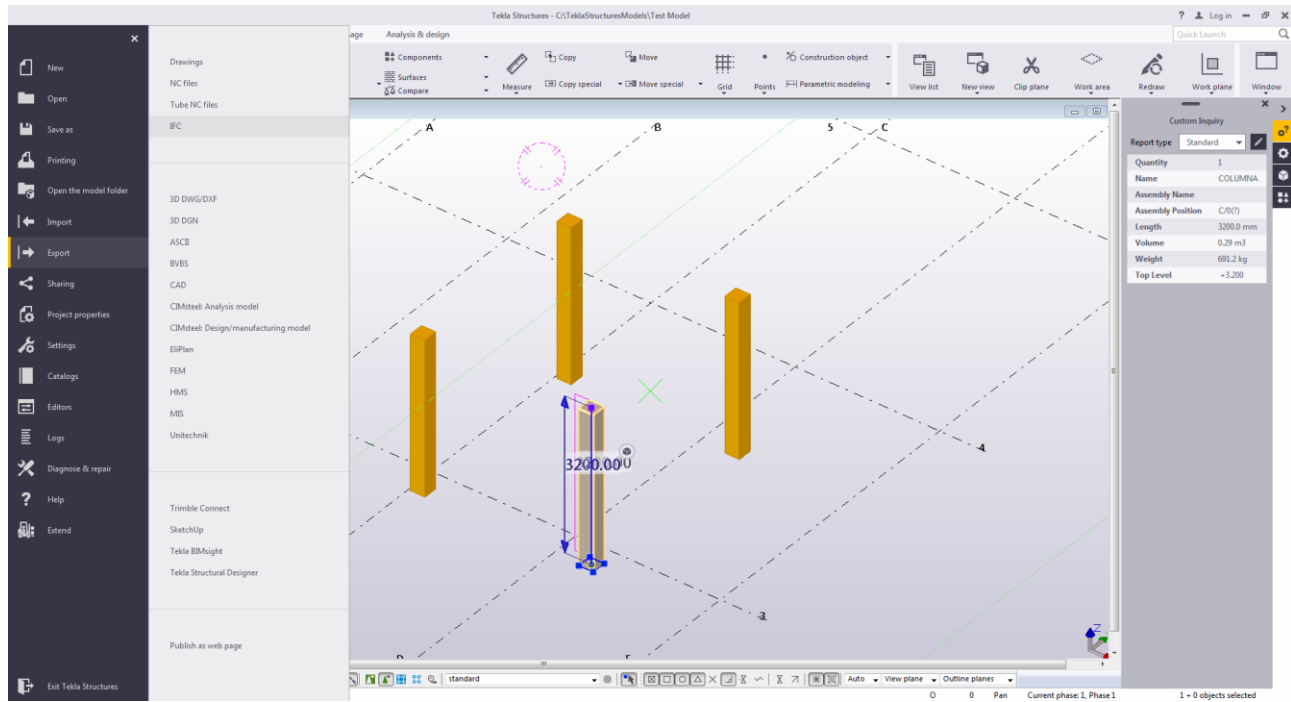 Tekla Structures - C:\TeklaStructuresModels\Test Model
? Log in
age Analysis & design
Quick Launch
New
Open
Save as
Printing
Open the model folder
Import
Export
Sharing
Project properties
Settings
Catalogs
Editors
Logs
Diagnose & repair
Help
Extend
Exit Tekla Structures
Drawings
NC files
Tube NC files
IFC
3D DWG/DXF
3D DGN
ASCII
BVBS
CAD
CIMsteel: Analysis model
CIMsteel: Design/manufacturing model
EliPlan
FEM
HMS
MIS
Unitechnik
Trimble Connect
SketchUp
Tekla BIMsight
Tekla Structural Designer
Publish as web page
Components
Surfaces
Compare
Measure
Copy
Copy special
Move
Move special
Grid
Points
Construction object
Parametric modeling
View list
New view
Clip plane
Work area
Redraw
Work plane
Window
A
B
5
C
4
3
3200.00
Z
Custom Inquiry
Report type Standard
Quantity 1
Name COLUMNA
Assembly Name
Assembly Position C/0(?)
Length 3200.0 mm
Volume 0.29 m3
Weight 691.2 kg
Top Level +3.200
standard
Auto View plane Outline planes
O 0 Pan Current phase: 1, Phase 1 1 + 0 objects selected